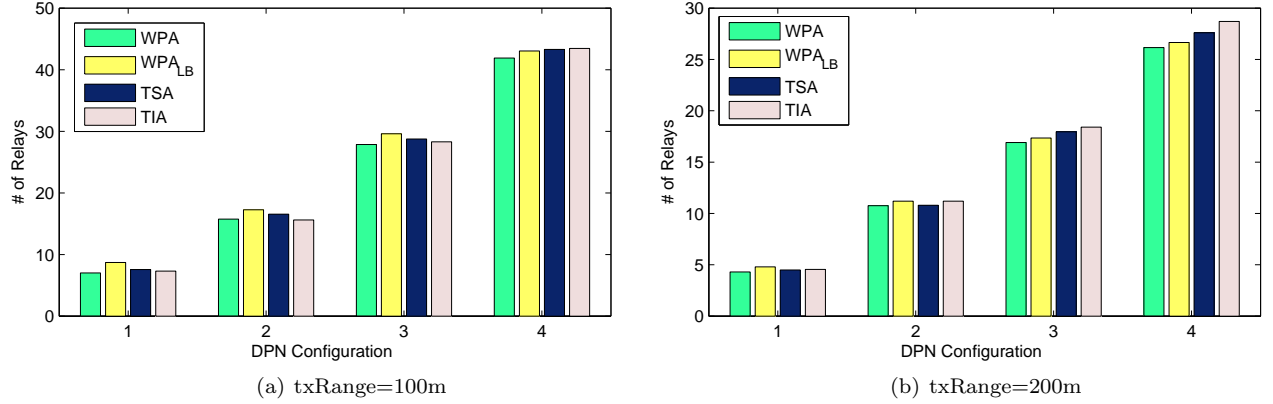 50
40
30
20
10
0
# of Relays
WPA
WPA_LB
TSA
TIA
1 2 3 4
DPN Configuration
(a) txRange=100m
30
25
20
15
10
5
0
# of Relays
WPA
WPA_LB
TSA
TIA
1 2 3 4
DPN Configuration
(b) txRange=200m